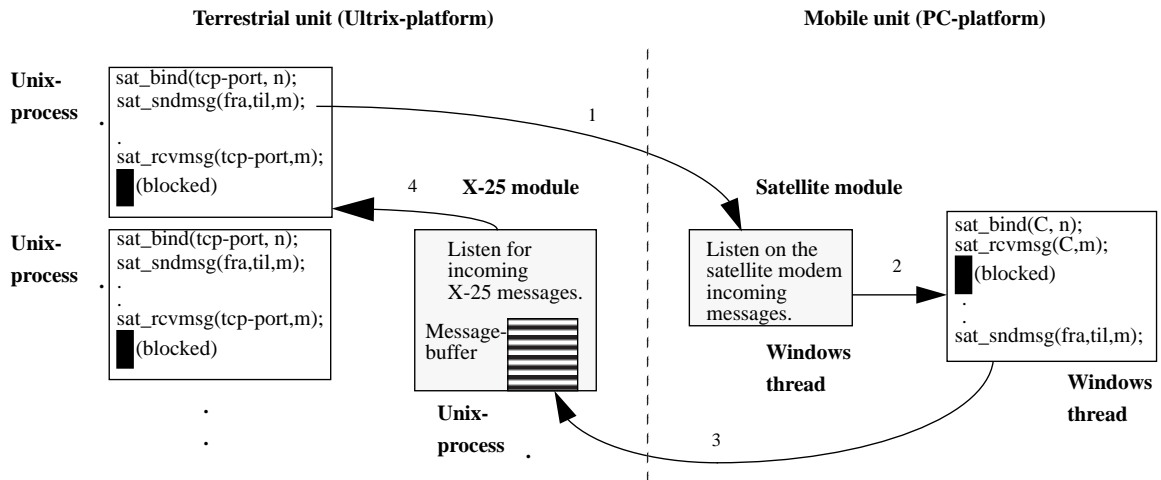 Terrestrial unit (Ultrix-platform)
Mobile unit (PC-platform)
Unix-
process .
sat_bind(tcp-port, n);
sat_sndmsg(fra,til,m);
.
sat_rcvmsg(tcp-port,m);
(blocked)
1
4
X-25 module
Satellite module
Unix-
process .
sat_bind(tcp-port, n);
sat_sndmsg(fra,til,m);
.
.
sat_rcvmsg(tcp-port,m);
(blocked)
Listen for
incoming
X-25 messages.
Message-
buffer
Listen on the
satellite modem
incoming
messages.
2
sat_bind(C, n);
sat_rcvmsg(C,m);
(blocked)
.
.
sat_sndmsg(fra,til,m);
Windows
thread
Windows
thread
.
.
Unix-
process .
3